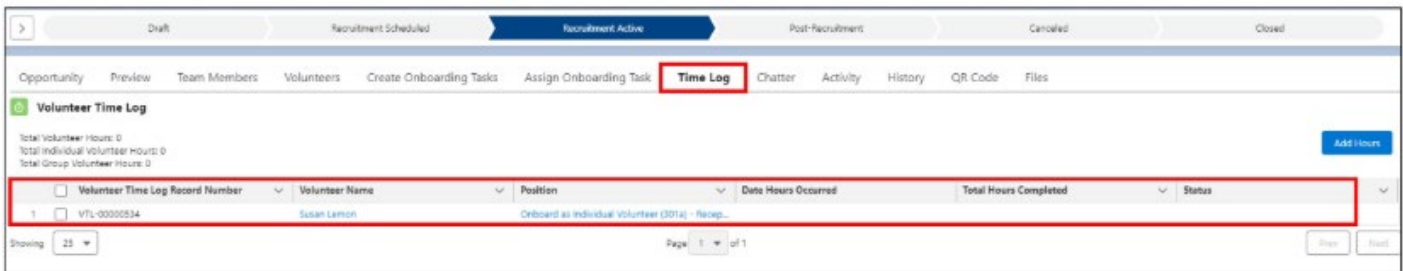 Draft Recruitment Scheduled Recruitment Active Post-Recruitment Canceled Closed
Opportunity Preview Team Members Volunteers Create Onboarding Tasks Assign Onboarding Task Time Log Chatter Activity History QR Code Files
Volunteer Time Log
Total Volunteer Hours: 0
Total Individual Volunteer Hours: 0
Total Group Volunteer Hours: 0
Add Hours
Volunteer Time Log Record Number Volunteer Name Position Date Hours Occurred Total Hours Completed Status
1 VTL-00000534 Susan Lemon Onboard as Individual Volunteer (301a) - Recep...
Showing 25 Page 1 of 1 Prev Next